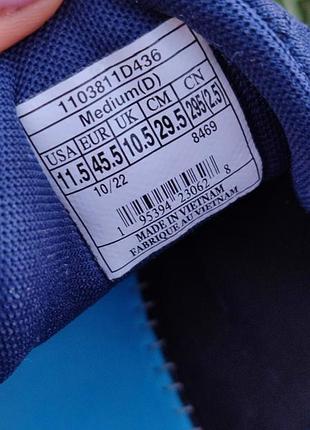 1103811D436
Medium(D)
USA EUR UK CM CN
11.5 45.5 10.5 29.5 295(2.5)
10/22 8469
1 95394 23062 8
MADE IN VIETNAM
FABRIQUE AU VIETNAM